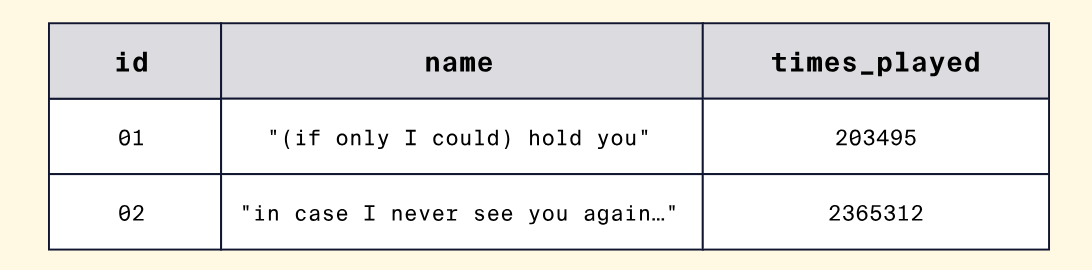 id name times_played
01 "(if only I could) hold you" 203495
02 "in case I never see you again…" 2365312